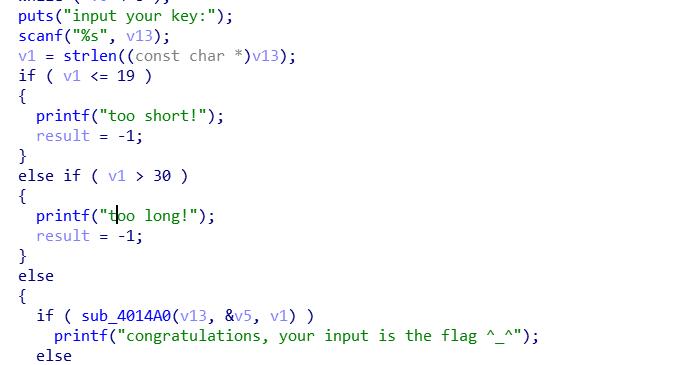 puts("input your key:");
scanf("%s", v13);
v1 = strlen((const char *)v13);
if ( v1 <= 19 )
{
printf("too short!");
result = -1;
}
else if ( v1 > 30 )
{
printf("too long!");
result = -1;
}
else
{
if ( sub_4014A0(v13, &v5, v1) )
printf("congratulations, your input is the flag ^_^");
else